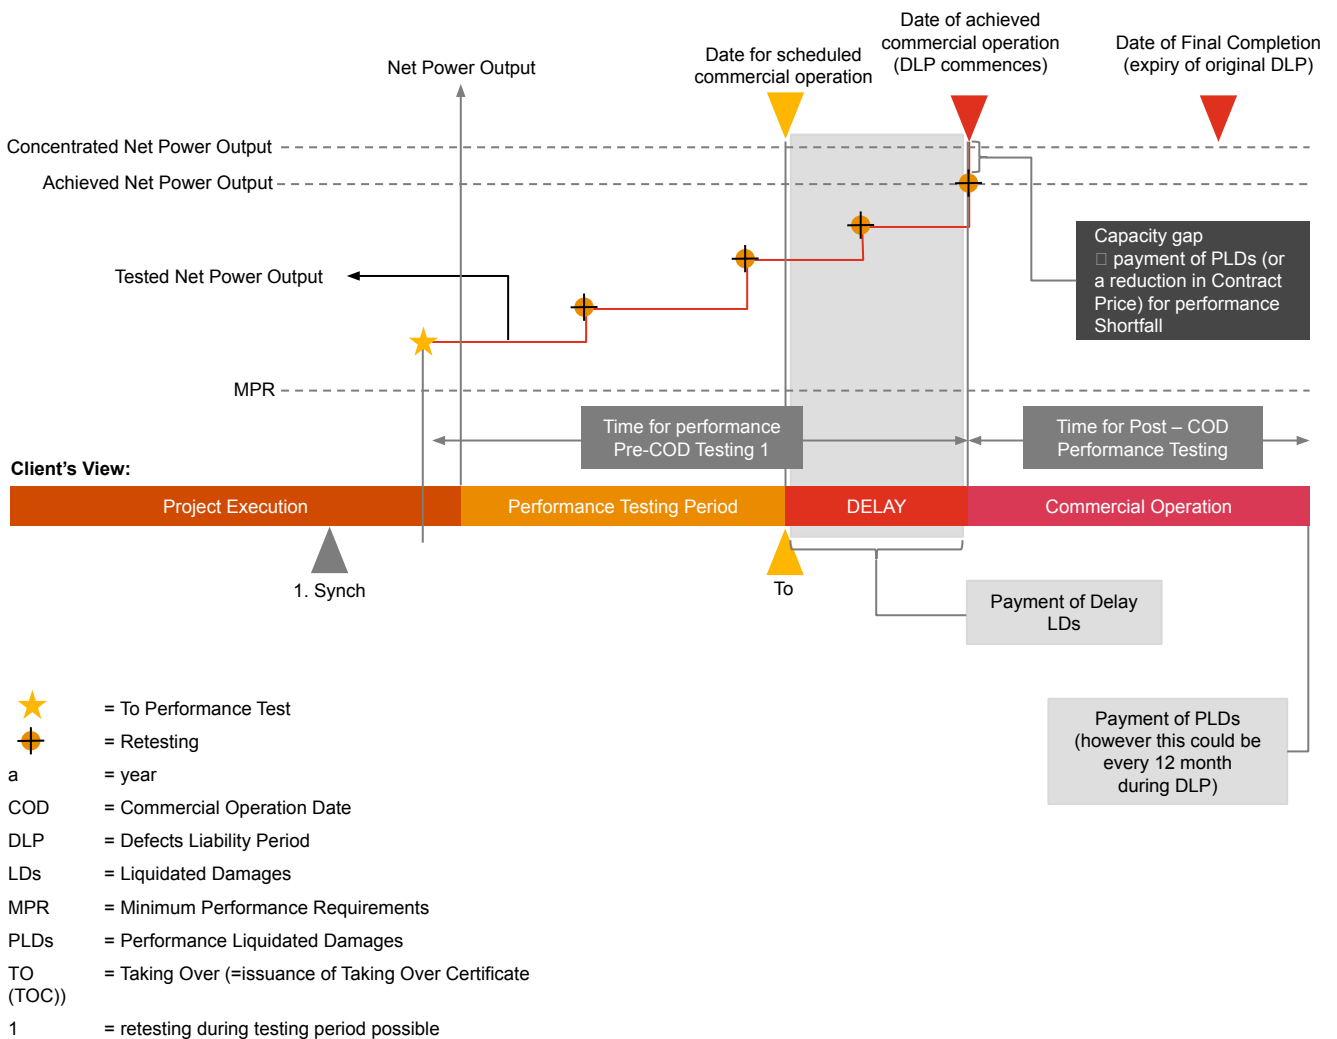 Date of achieved
commercial operation
(DLP commences)
Date for scheduled
commercial operation
Date of Final Completion
(expiry of original DLP)
Net Power Output
Concentrated Net Power Output
Achieved Net Power Output
Tested Net Power Output
Capacity gap
□ payment of PLDs (or
a reduction in Contract
Price) for performance
Shortfall
MPR
Time for performance
Pre-COD Testing 1
Time for Post – COD
Performance Testing
Client's View:
Project Execution
Performance Testing Period
DELAY
Commercial Operation
1. Synch
To
Payment of Delay
LDs
Payment of PLDs
(however this could be
every 12 month
during DLP)
= To Performance Test
= Retesting
a = year
COD = Commercial Operation Date
DLP = Defects Liability Period
LDs = Liquidated Damages
MPR = Minimum Performance Requirements
PLDs = Performance Liquidated Damages
TO = Taking Over (=issuance of Taking Over Certificate
(TOC))
1 = retesting during testing period possible